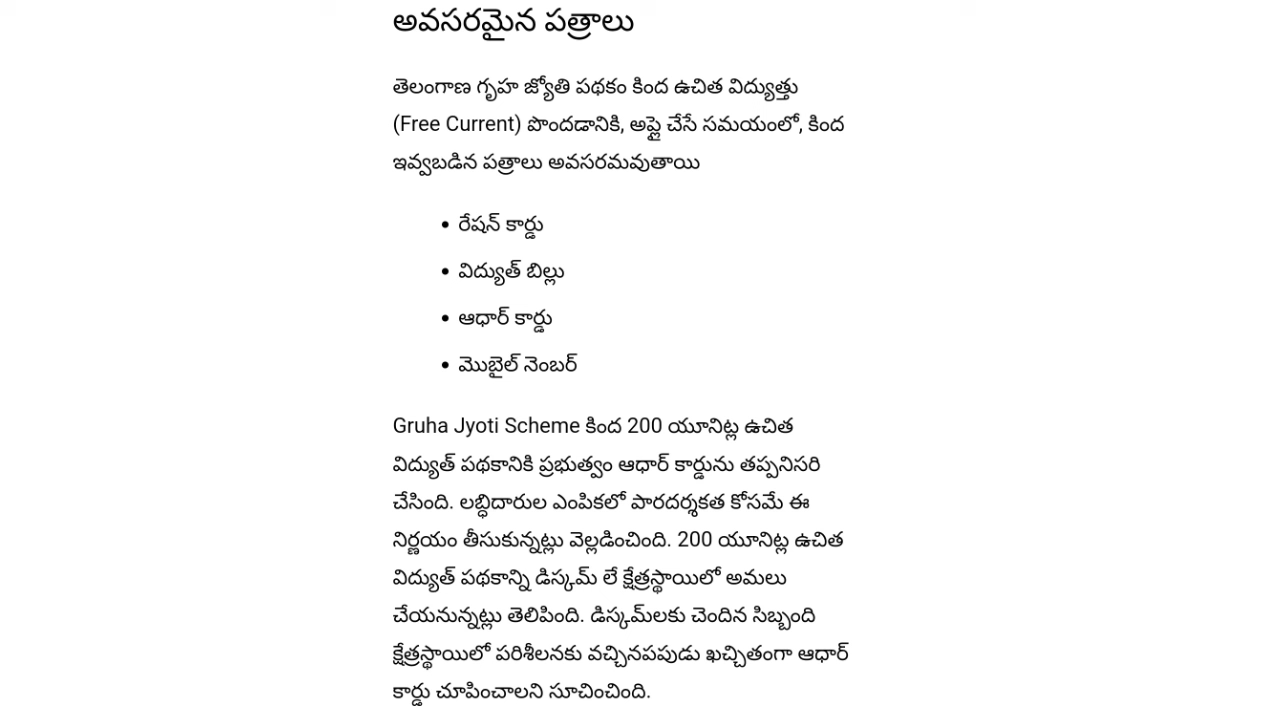 అవసరమైన పత్రాలు
తెలంగాణ గృహ జ్యోతి పథకం కింద ఉచిత విద్యుత్తు
(Free Current) పొందడానికి, అప్లై చేసే సమయంలో, కింద
ఇవ్వబడిన పత్రాలు అవసరమవుతాయి
• రేషన్ కార్డు
• విద్యుత్ బిల్లు
• ఆధార్ కార్డు
• మొబైల్ నెంబర్
Gruha Jyoti Scheme కింద 200 యూనిట్ల ఉచిత
విద్యుత్ పథకానికి ప్రభుత్వం ఆధార్ కార్డును తప్పనిసరి
చేసింది. లబ్ధిదారుల ఎంపికలో పారదర్శకత కోసమే ఈ
నిర్ణయం తీసుకున్నట్లు వెల్లడించింది. 200 యూనిట్ల ఉచిత
విద్యుత్ పథకాన్ని డిస్కమ్ లే క్షేత్రస్థాయిలో అమలు
చేయనున్నట్లు తెలిపింది. డిస్కమ్‌లకు చెందిన సిబ్బంది
క్షేత్రస్థాయిలో పరిశీలనకు వచ్చినపపుడు ఖచ్చితంగా ఆధార్
కార్డు చూపించాలని సూచించింది.